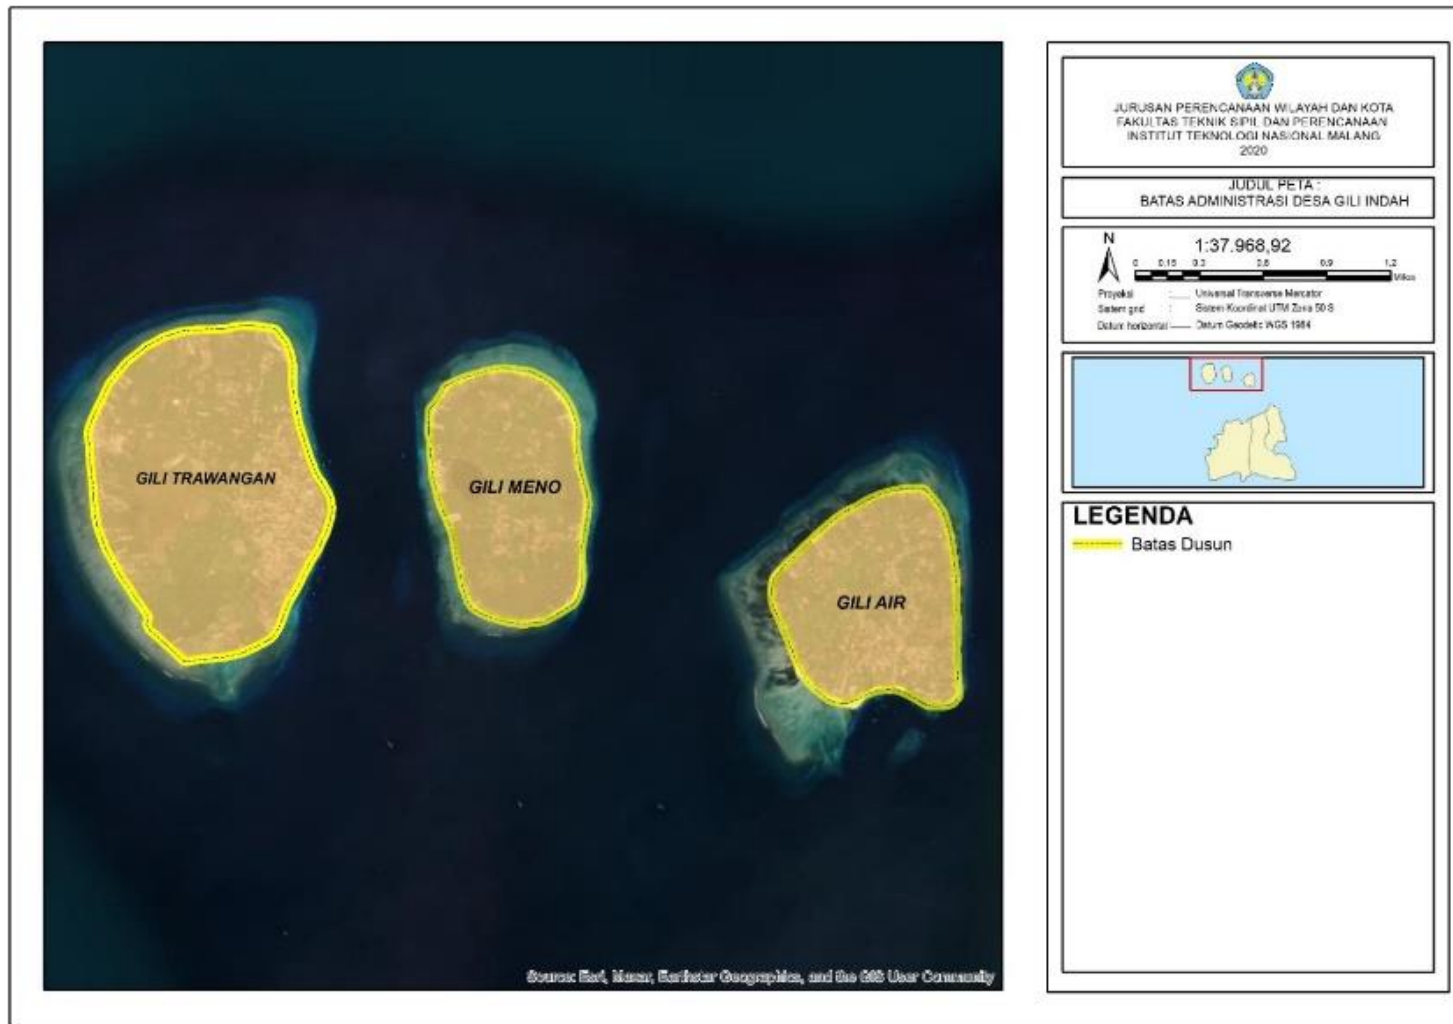 GILI TRAWANGAN
GILI MENO
GILI AIR
Source: Esri, Maxar, Earthstar Geographics, and the GIS User Community
JURUSAN PERENCANAAN WILAYAH DAN KOTA
FAKULTAS TEKNIK SIPIL DAN PERENCANAAN
INSTITUT TEKNOLOGI NASIONAL MALANG
2020
JUDUL PETA :
BATAS ADMINISTRASI DESA GILI INDAH
N
1:37.968,92
0 0,15 0,3 0,6 0,9 1,2
Miles
Proyeksi : Universal Transverse Mercator
Sistem grid : Sistem Koordinat UTM Zona 50 S
Datum horizontal Datum Geodetic WGS 1984
LEGENDA
Batas Dusun